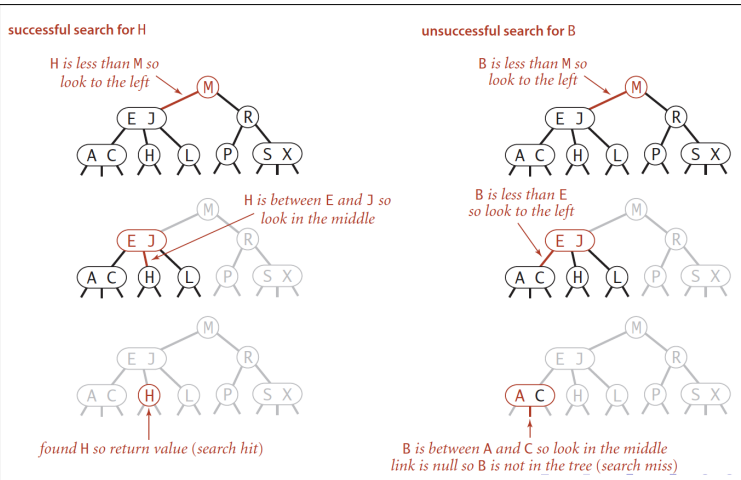 successful search for H
H is less than M so
look to the left
M
E J
R
A C
H
L
P
S X
H is between E and J so
look in the middle
M
E J
R
A C
H
L
P
S X
M
E J
R
A C
H
L
P
S X
found H so return value (search hit)
unsuccessful search for B
B is less than M so
look to the left
M
E J
R
A C
H
L
P
S X
B is less than E
so look to the left
M
E J
R
A C
H
L
P
S X
M
E J
R
A C
H
L
P
S X
B is between A and C so look in the middle
link is null so B is not in the tree (search miss)